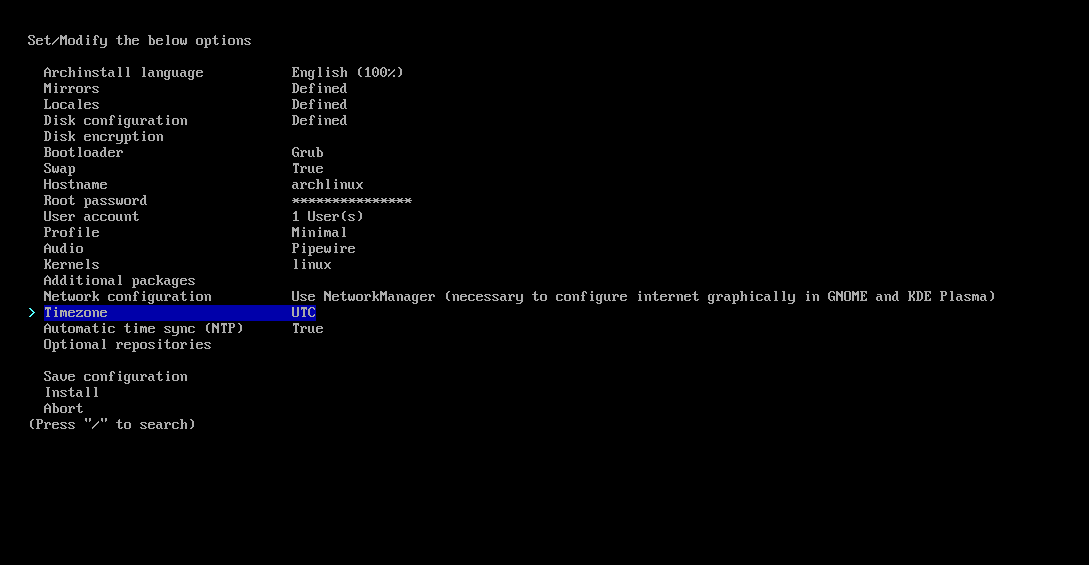 Set/Modify the below options
Archinstall language English (100%)
Mirrors Defined
Locales Defined
Disk configuration Defined
Disk encryption
Bootloader Grub
Swap True
Hostname archlinux
Root password ***************
User account 1 User(s)
Profile Minimal
Audio Pipewire
Kernels linux
Additional packages
Network configuration Use NetworkManager (necessary to configure internet graphically in GNOME and KDE Plasma)
> Timezone UTC
Automatic time sync (NTP) True
Optional repositories
Save configuration
Install
Abort
(Press "/" to search)